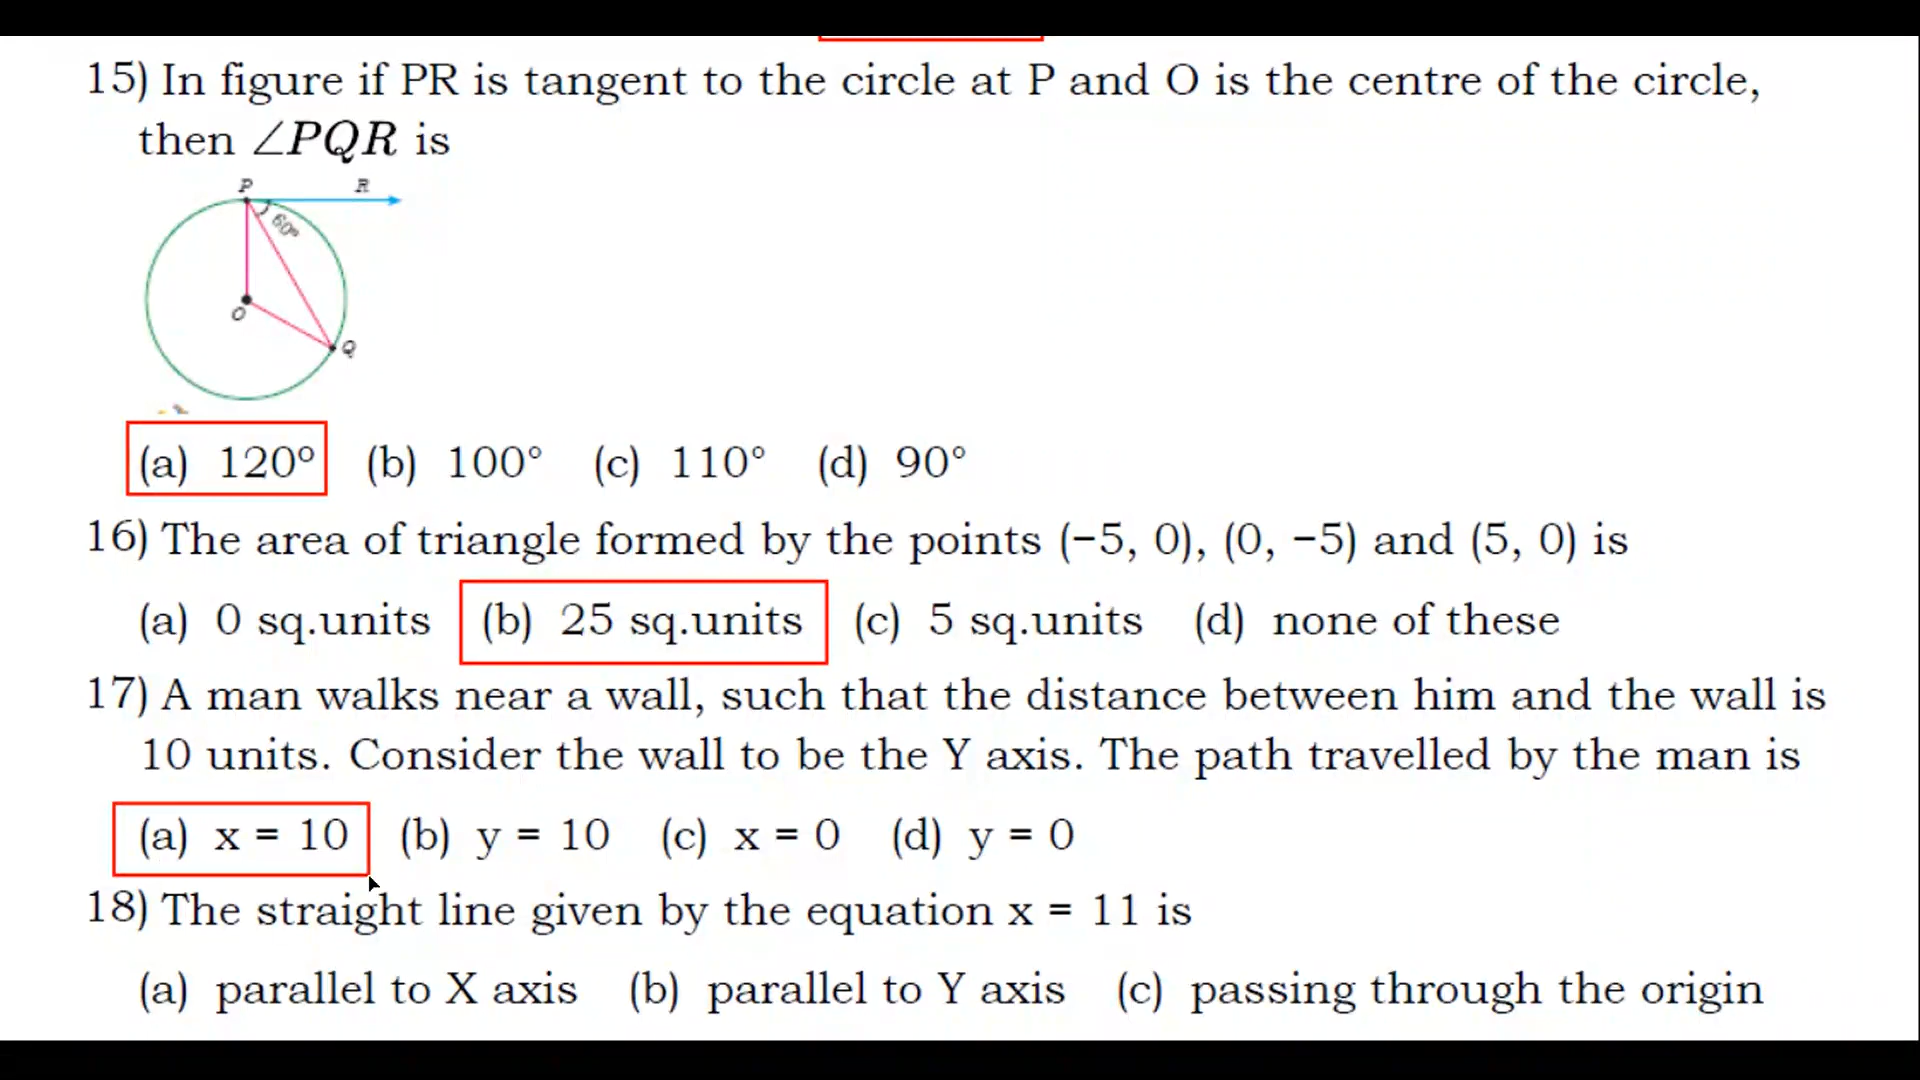 15) In figure if PR is tangent to the circle at P and O is the centre of the circle,
then ∠PQR is
P R
60°
O
Q
(a) 120° (b) 100° (c) 110° (d) 90°
16) The area of triangle formed by the points (−5, 0), (0, −5) and (5, 0) is
(a) 0 sq.units (b) 25 sq.units (c) 5 sq.units (d) none of these
17) A man walks near a wall, such that the distance between him and the wall is
10 units. Consider the wall to be the Y axis. The path travelled by the man is
(a) x = 10 (b) y = 10 (c) x = 0 (d) y = 0
18) The straight line given by the equation x = 11 is
(a) parallel to X axis (b) parallel to Y axis (c) passing through the origin